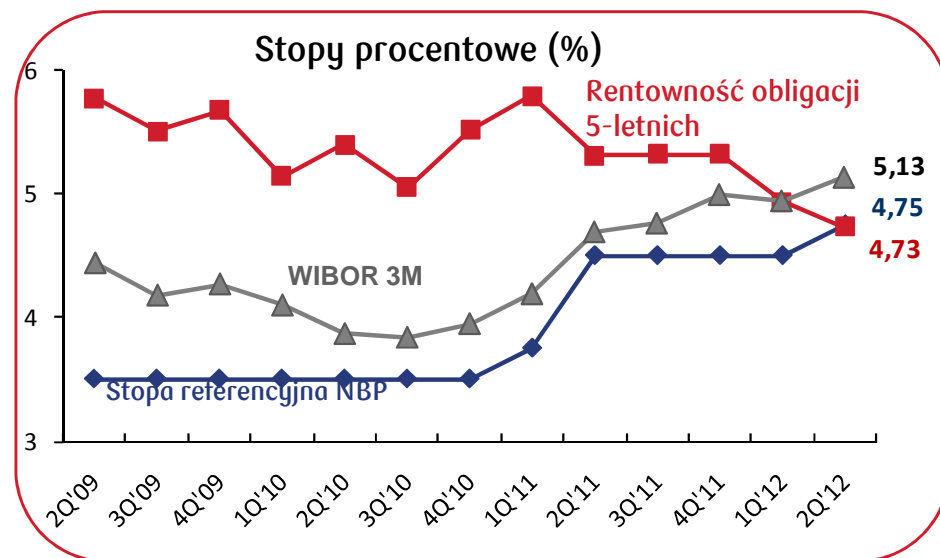 Stopy procentowe (%)
6
Rentowność obligacji
5-letnich
5,13
5
4,75
4,73
WIBOR 3M
4
Stopa referencyjna NBP
3
2Q'09
3Q'09
4Q'09
1Q'10
2Q'10
3Q'10
4Q'10
1Q'11
2Q'11
3Q'11
4Q'11
1Q'12
2Q'12